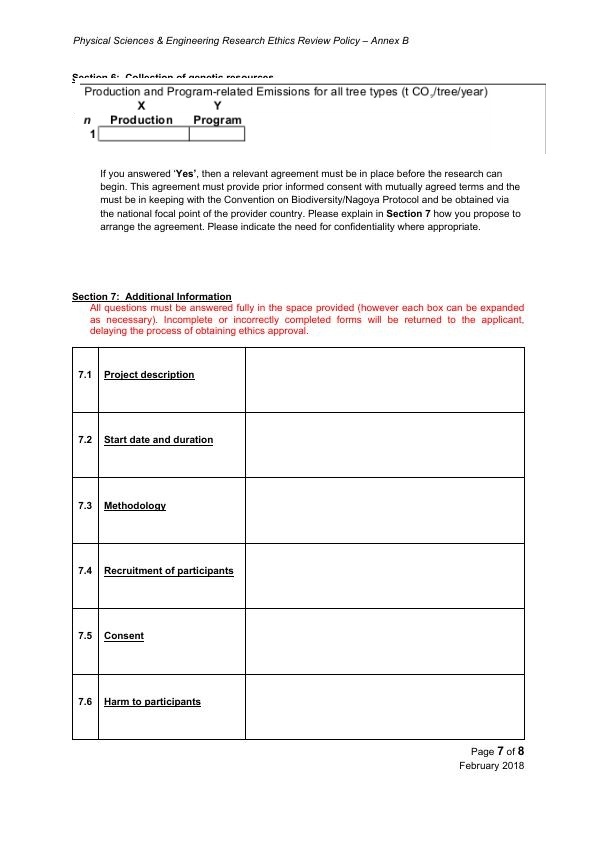 Physical Sciences & Engineering Research Ethics Review Policy – Annex B
Section 6: Collection of genetic resources
Production and Program-related Emissions for all tree types (t CO₂/tree/year)
X Y
n Production Program
1
If you answered ‘Yes’, then a relevant agreement must be in place before the research can
begin. This agreement must provide prior informed consent with mutually agreed terms and the
must be in keeping with the Convention on Biodiversity/Nagoya Protocol and be obtained via
the national focal point of the provider country. Please explain in Section 7 how you propose to
arrange the agreement. Please indicate the need for confidentiality where appropriate.
Section 7: Additional Information
All questions must be answered fully in the space provided (however each box can be expanded
as necessary). Incomplete or incorrectly completed forms will be returned to the applicant,
delaying the process of obtaining ethics approval.
7.1 Project description
7.2 Start date and duration
7.3 Methodology
7.4 Recruitment of participants
7.5 Consent
7.6 Harm to participants
Page 7 of 8
February 2018